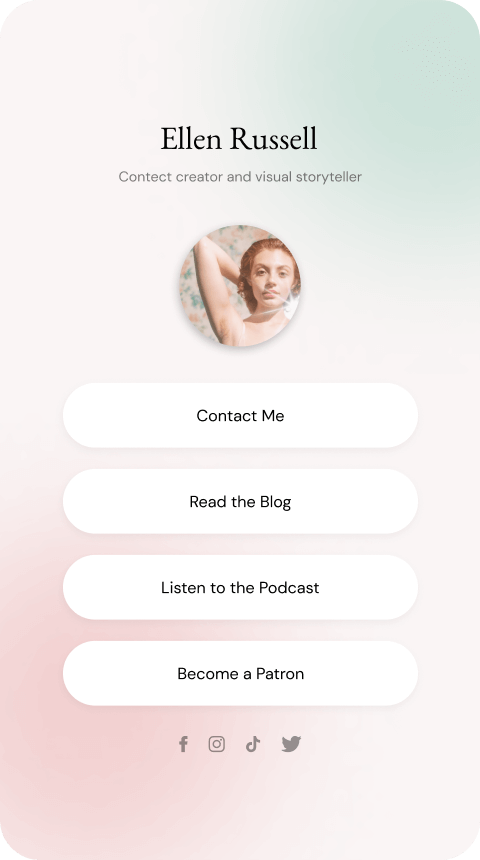 Ellen Russell
Contect creator and visual storyteller
Contact Me
Read the Blog
Listen to the Podcast
Become a Patron